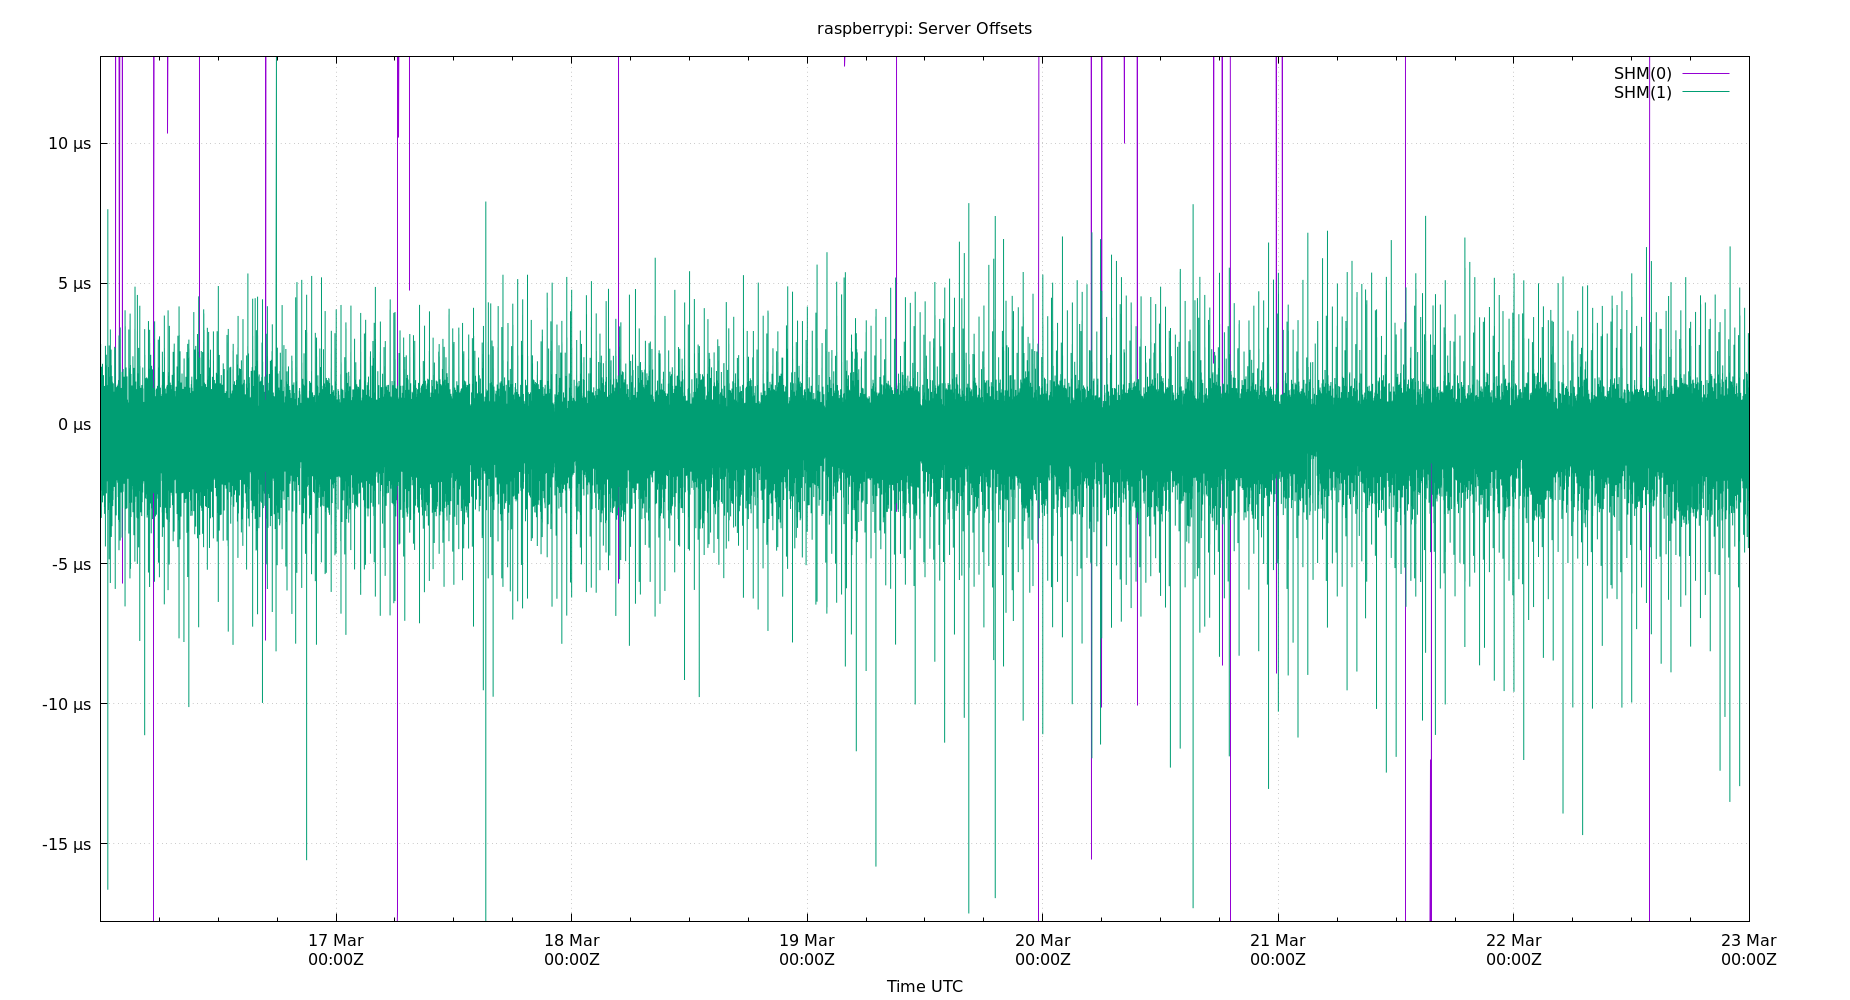 raspberrypi: Server Offsets
SHM(0)
SHM(1)
10 µs
5 µs
0 µs
-5 µs
-10 µs
-15 µs
17 Mar 18 Mar 19 Mar 20 Mar 21 Mar 22 Mar 23 Mar
00:00Z 00:00Z 00:00Z 00:00Z 00:00Z 00:00Z 00:00Z
Time UTC